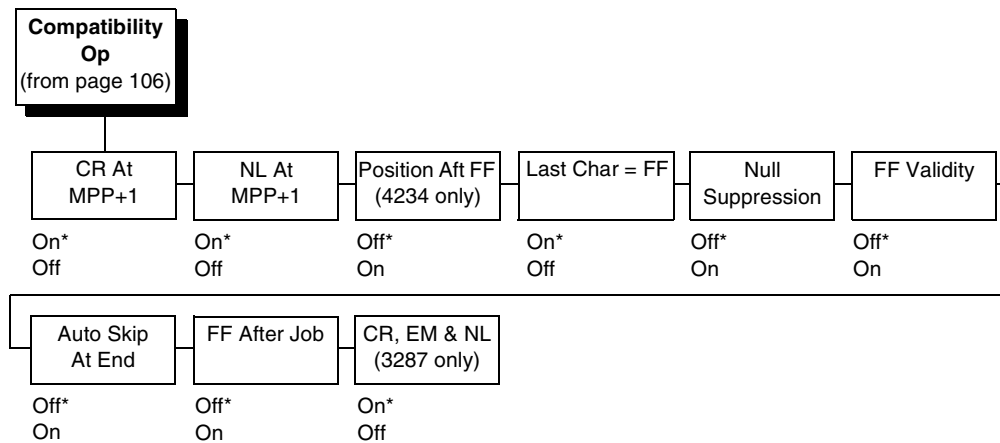 Compatibility
Op
(from page 106)
CR At
MPP+1
NL At
MPP+1
Position Aft FF
(4234 only)
Last Char = FF
Null
Suppression
FF Validity
On*
Off
On*
Off
Off*
On
On*
Off
Off*
On
Off*
On
Auto Skip
At End
FF After Job
CR, EM & NL
(3287 only)
Off*
On
Off*
On
On*
Off